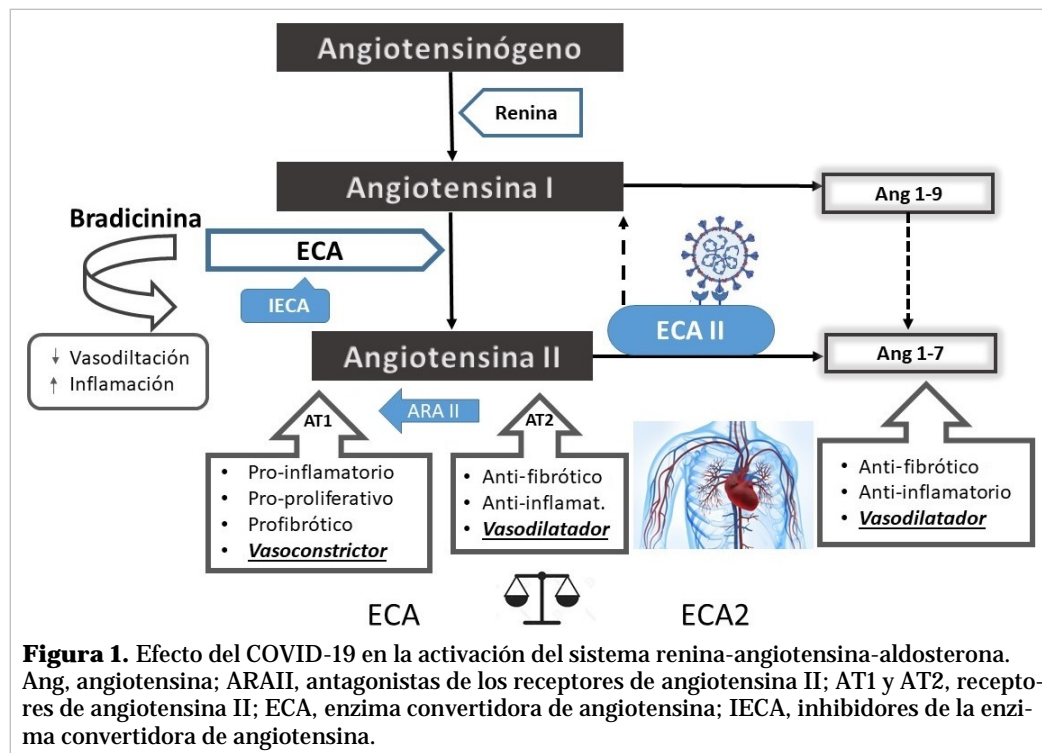 Angiotensinógeno
Renina
Angiotensina I
Ang 1-9
Bradicinina
ECA
IECA
ECA II
↓ Vasodiltación
↑ Inflamación
Angiotensina II
Ang 1-7
AT1
ARA II
AT2
• Pro-inflamatorio
• Pro-proliferativo
• Profibrótico
• Vasoconstrictor
• Anti-fibrótico
• Anti-inflamat.
• Vasodilatador
• Anti-fibrótico
• Anti-inflamatorio
• Vasodilatador
ECA
ECA2
Figura 1. Efecto del COVID-19 en la activación del sistema renina-angiotensina-aldosterona.
Ang, angiotensina; ARAII, antagonistas de los receptores de angiotensina II; AT1 y AT2, recepto-
res de angiotensina II; ECA, enzima convertidora de angiotensina; IECA, inhibidores de la enzi-
ma convertidora de angiotensina.